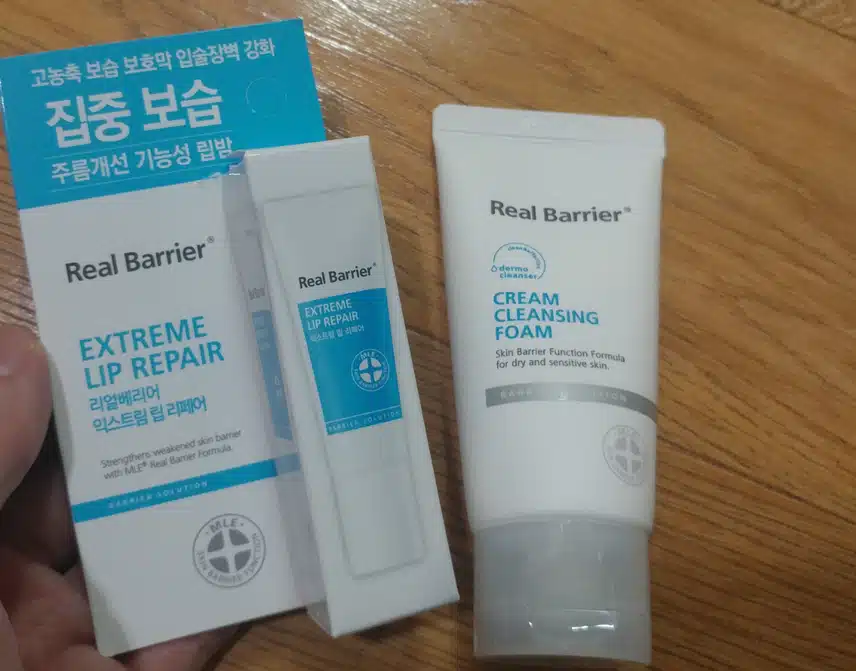 고농축 보습 보호막 입술장벽 강화
집중 보습
주름개선 기능성 립밤
Real Barrier®
EXTREME
LIP REPAIR
리얼베리어
익스트림 립 리페어
Strengthens weakened skin barrier
with MLE® Real Barrier Formula.
BARRIER SOLUTION
MLE
SKIN BARRIER FUNCTION
Real Barrier®
EXTREME
LIP REPAIR
익스트림 립 리페어
MLE
BARRIER SOLUTION
Real Barrier™
dermo
cleanser
CREAM
CLEANSING
FOAM
Skin Barrier Function Formula
for dry and sensitive skin.